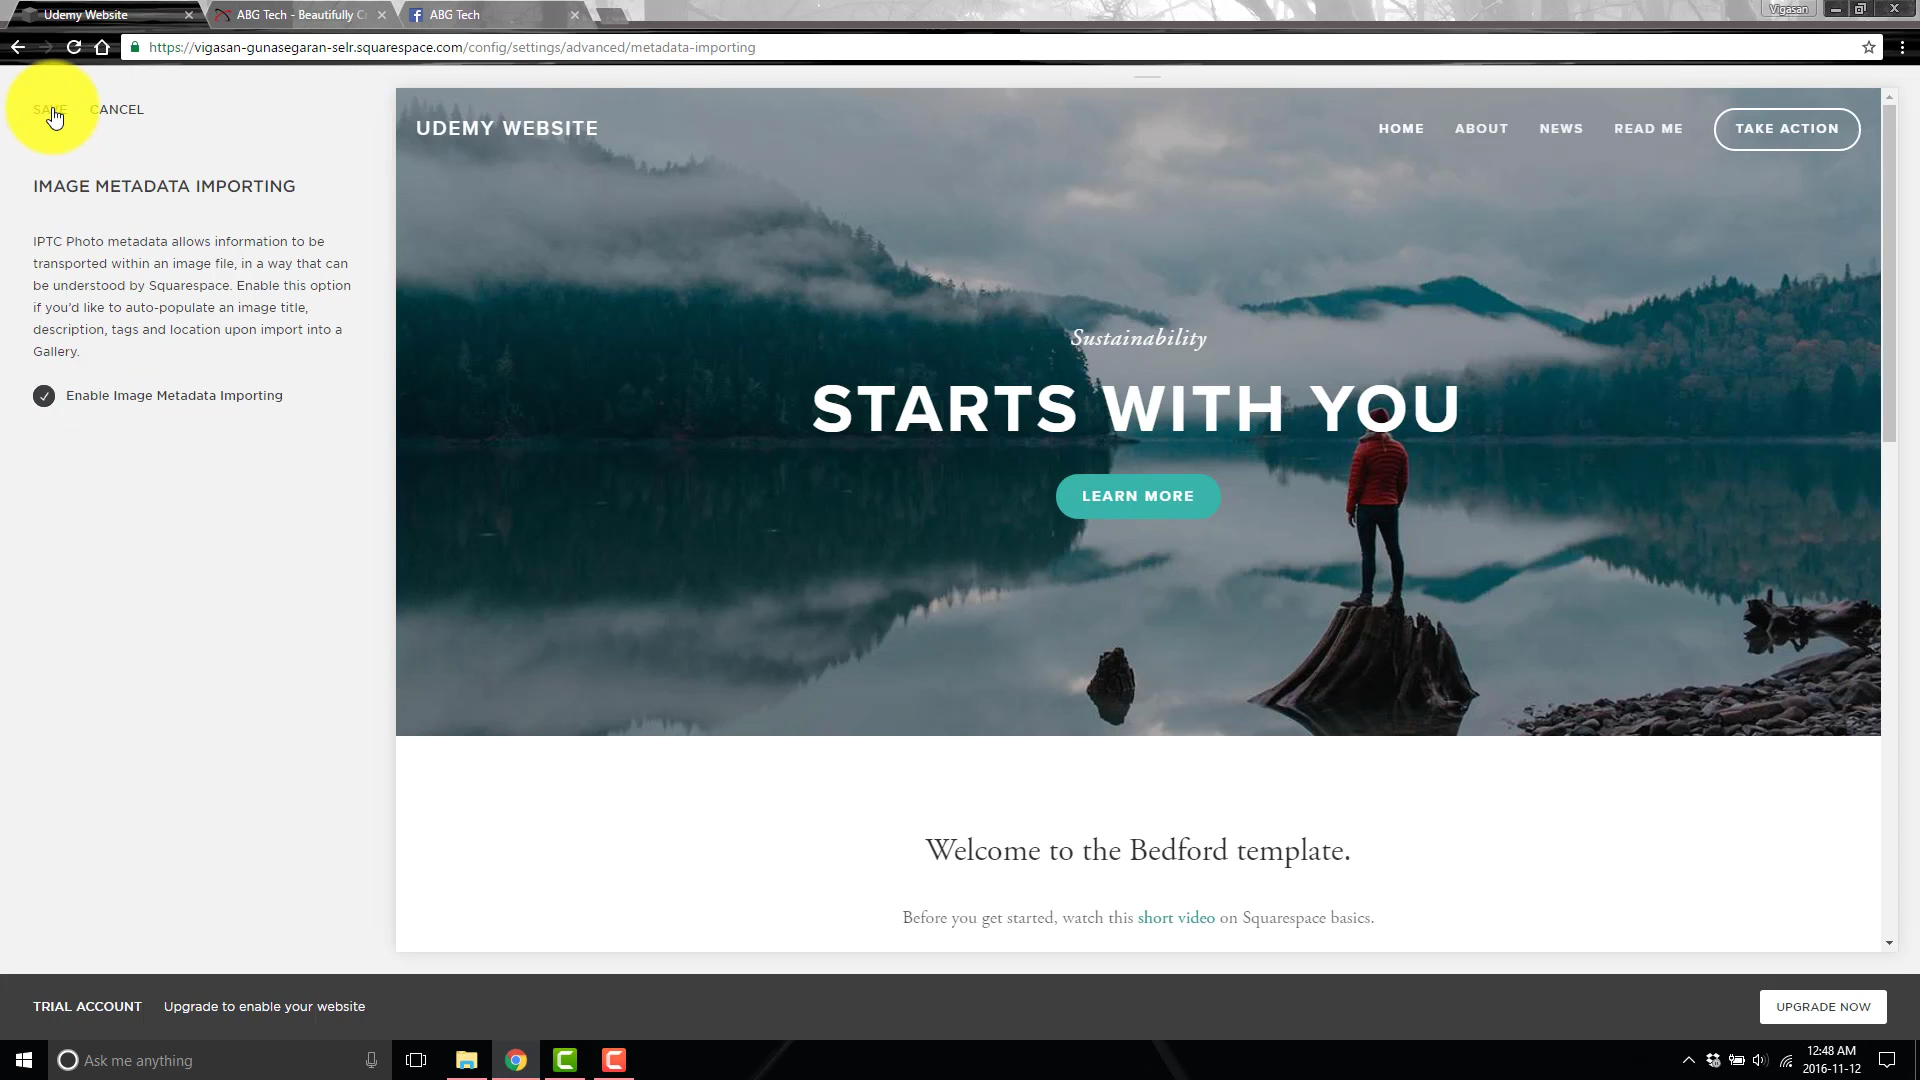 Udemy Website
ABG Tech - Beautifully C
ABG Tech
Vigasan
https://vigasan-gunasegaran-selr.squarespace.com/config/settings/advanced/metadata-importing
SAVE CANCEL
IMAGE METADATA IMPORTING
IPTC Photo metadata allows information to be
transported within an image file, in a way that can
be understood by Squarespace. Enable this option
if you'd like to auto-populate an image title,
description, tags and location upon import into a
Gallery.
Enable Image Metadata Importing
UDEMY WEBSITE
HOME ABOUT NEWS READ ME TAKE ACTION
Sustainability
STARTS WITH YOU
LEARN MORE
Welcome to the Bedford template.
Before you get started, watch this short video on Squarespace basics.
TRIAL ACCOUNT Upgrade to enable your website
UPGRADE NOW
Ask me anything
12:48 AM
2016-11-12